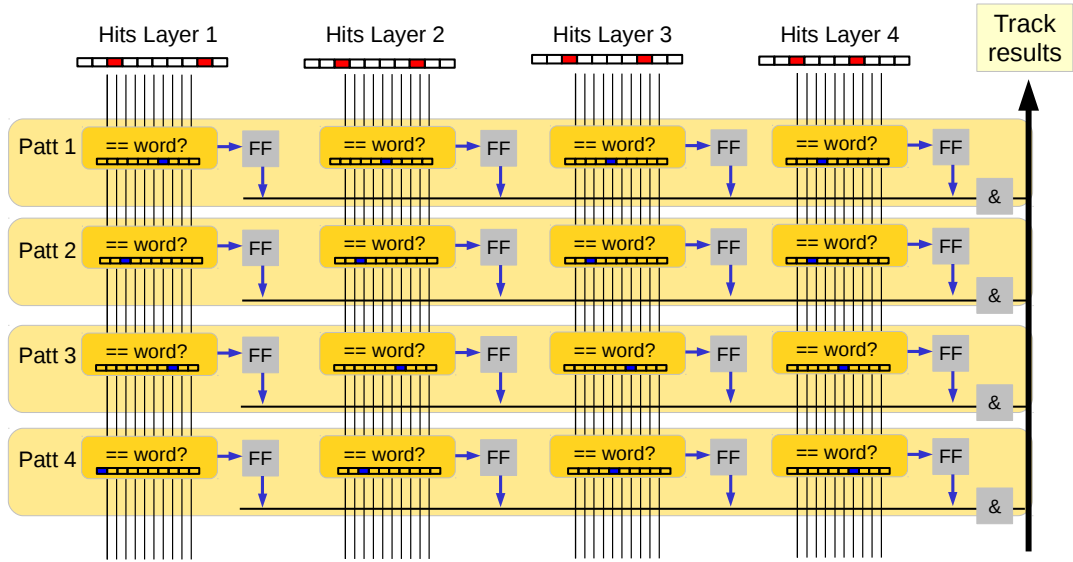 Hits Layer 1
Hits Layer 2
Hits Layer 3
Hits Layer 4
Track
results
Patt 1
== word?
FF
== word?
FF
== word?
FF
== word?
FF
&
Patt 2
== word?
FF
== word?
FF
== word?
FF
== word?
FF
&
Patt 3
== word?
FF
== word?
FF
== word?
FF
== word?
FF
&
Patt 4
== word?
FF
== word?
FF
== word?
FF
== word?
FF
&